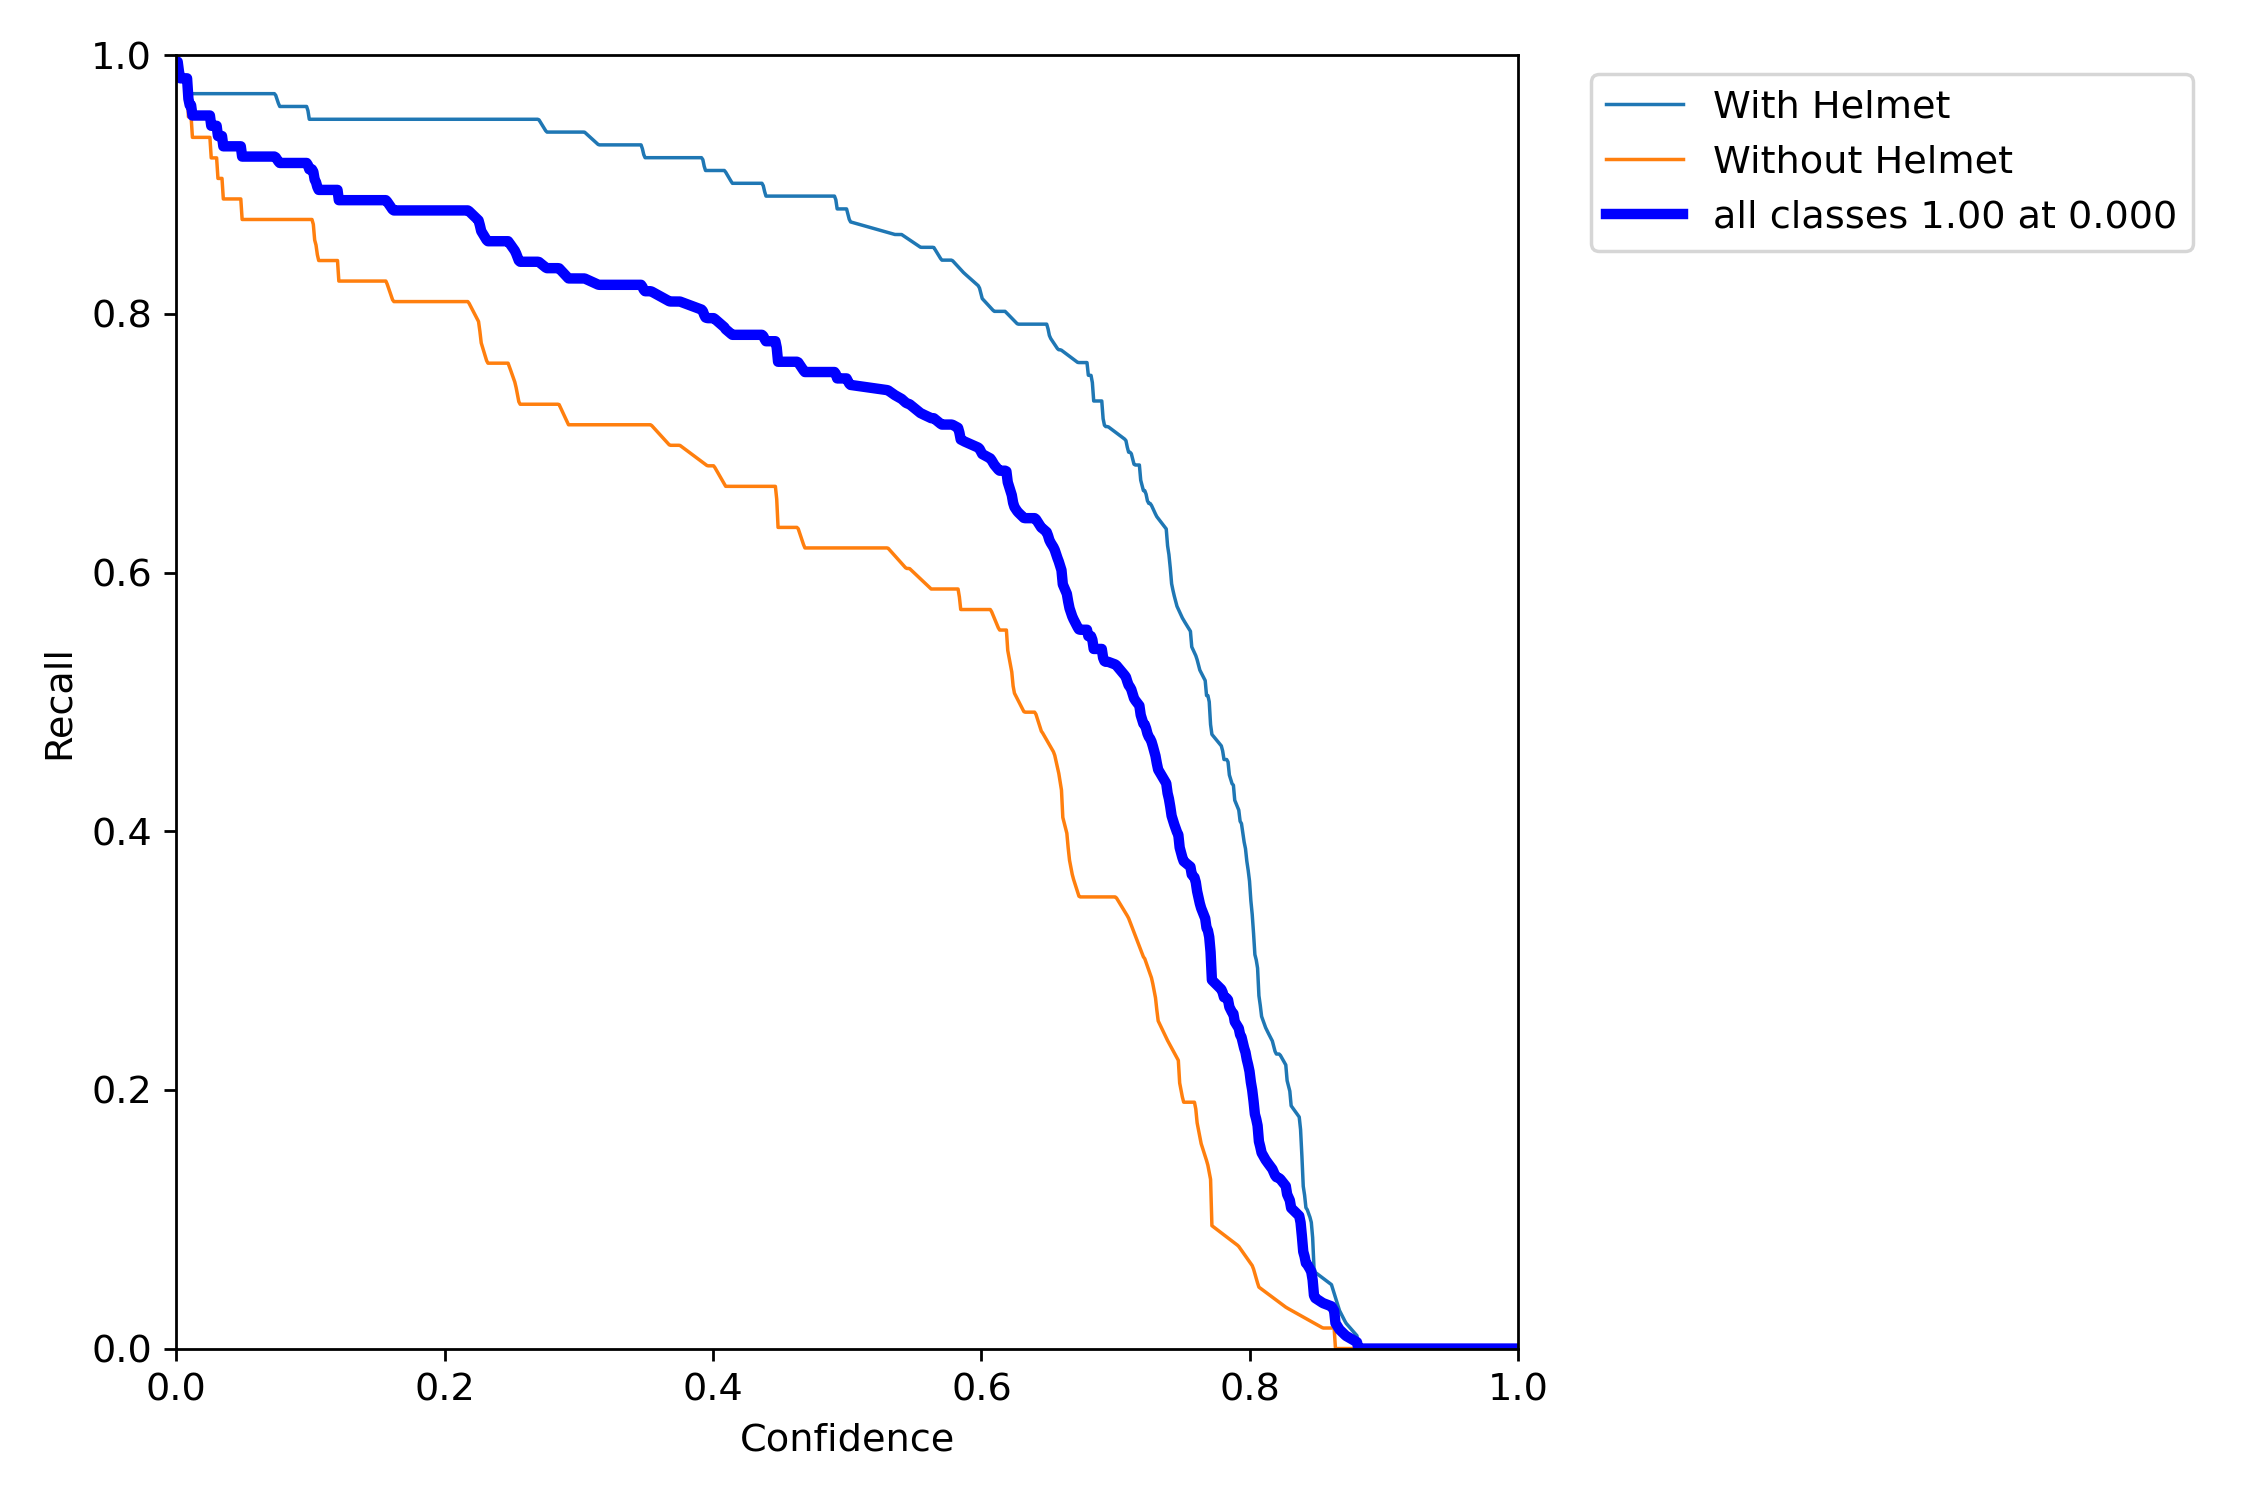 With Helmet
Without Helmet
all classes 1.00 at 0.000
Recall
1.0
0.8
0.6
0.4
0.2
0.0
0.0 0.2 0.4 0.6 0.8 1.0
Confidence